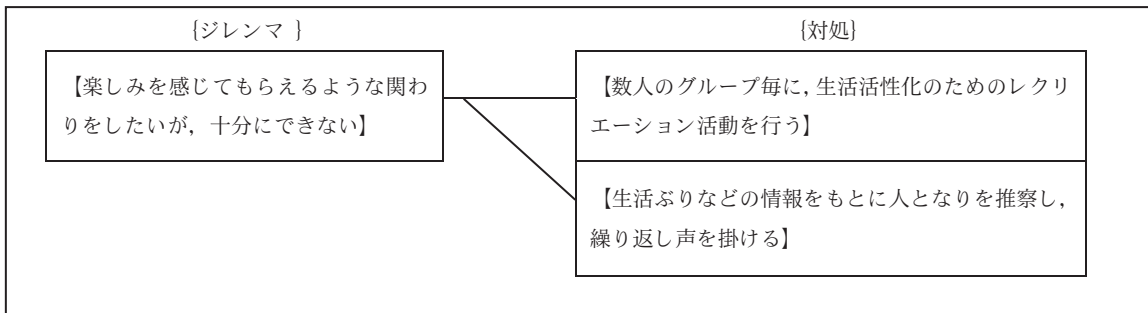 {ジレンマ }
{対処}
【楽しみを感じてもらえるような関わ
りをしたいが，十分にできない】
【数人のグループ毎に，生活活性化のためのレクリ
エーション活動を行う】
【生活ぶりなどの情報をもとに人となりを推察し，
繰り返し声を掛ける】